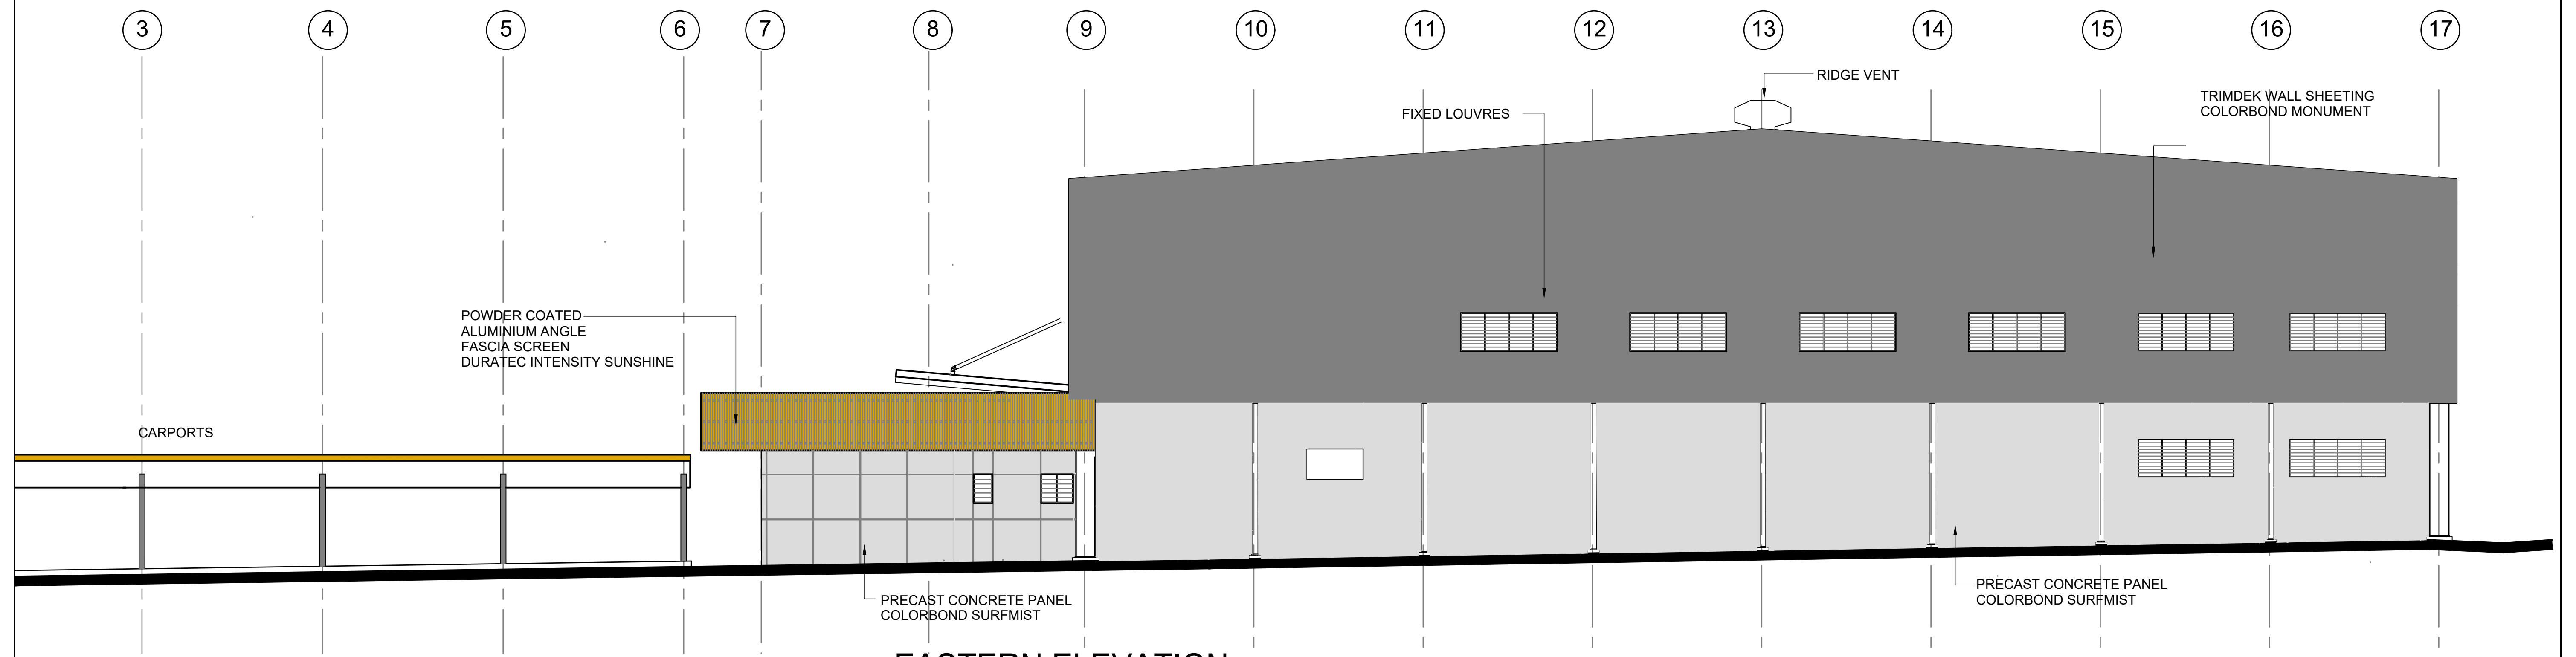 3
4
5
6
7
8
9
10
11
12
13
14
15
16
17
RIDGE VENT
FIXED LOUVRES
TRIMDEK WALL SHEETING
COLORBOND MONUMENT
POWDER COATED
ALUMINIUM ANGLE
FASCIA SCREEN
DURATEC INTENSITY SUNSHINE
CARPORTS
PRECAST CONCRETE PANEL
COLORBOND SURFMIST
PRECAST CONCRETE PANEL
COLORBOND SURFMIST
EASTERN ELEVATION